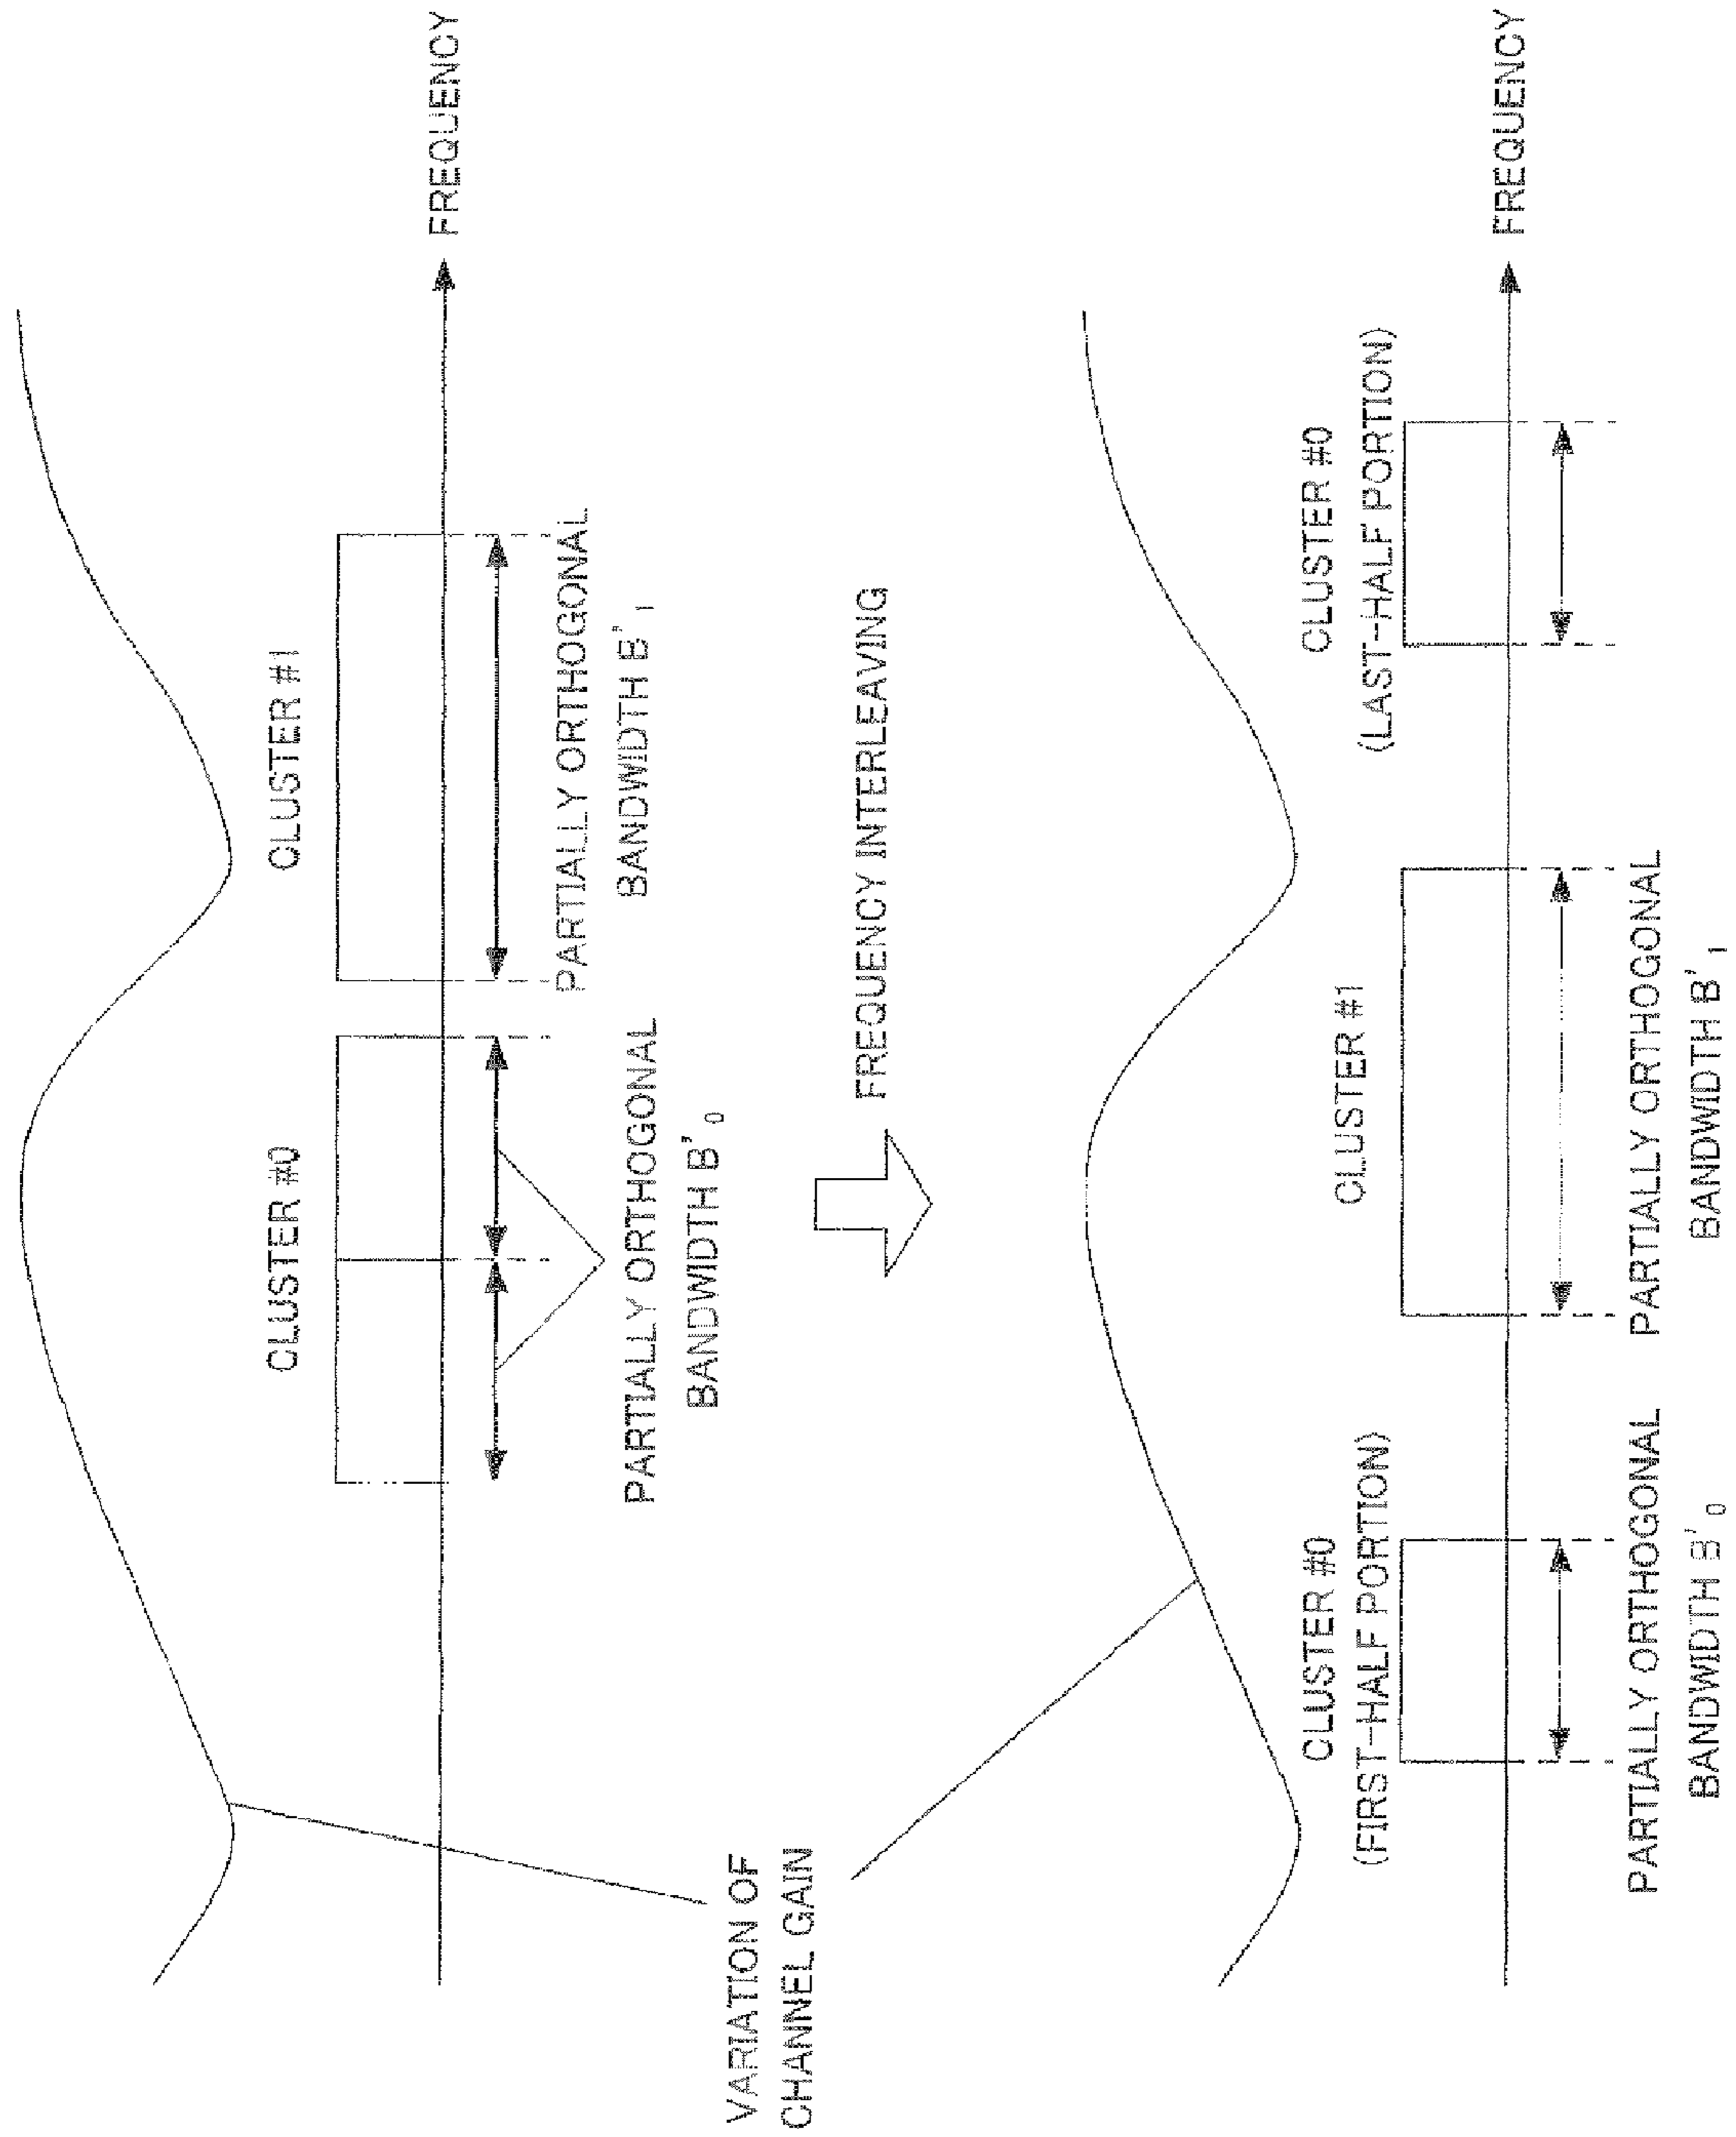 CLUSTER #0
CLUSTER #1
FREQUENCY
PARTIALLY ORTHOGONAL
BANDWIDTH B'0
PARTIALLY ORTHOGONAL
BANDWIDTH B'1
VARIATION OF
CHANNEL GAIN
FREQUENCY INTERLEAVING
CLUSTER #0
(FIRST-HALF PORTION)
CLUSTER #1
CLUSTER #0
(LAST-HALF PORTION)
FREQUENCY
PARTIALLY ORTHOGONAL
BANDWIDTH B'0
PARTIALLY ORTHOGONAL
BANDWIDTH B'1